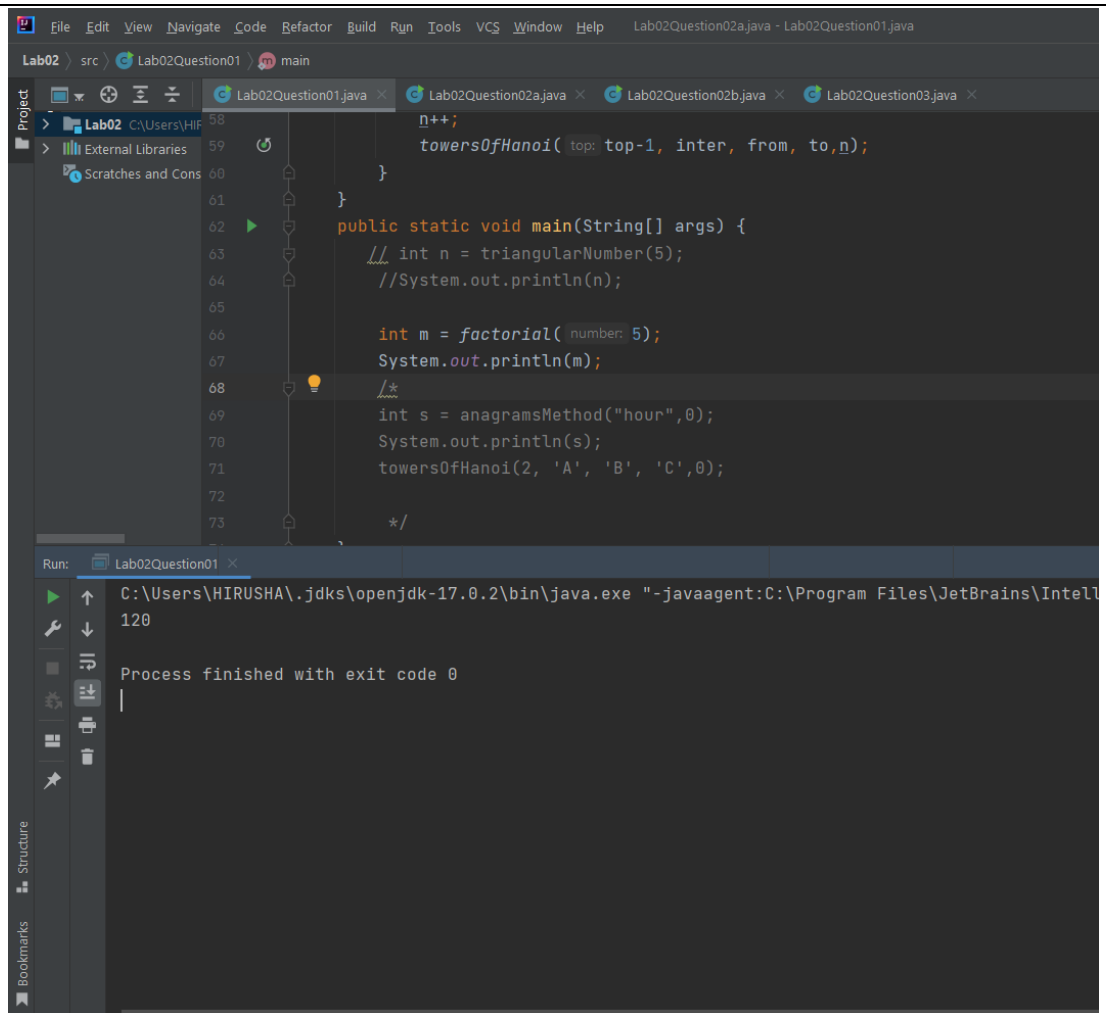 File Edit View Navigate Code Refactor Build Run Tools VCS Window Help Lab02Question02a.java - Lab02Question01.java
Lab02 src Lab02Question01 main
Project
Lab02Question01.java Lab02Question02a.java Lab02Question02b.java Lab02Question03.java
Lab02 C:\Users\HIR
External Libraries
Scratches and Cons
58 n++;
59 towersOfHanoi( top: top-1, inter, from, to,n);
60 }
61 }
62 public static void main(String[] args) {
63 // int n = triangularNumber(5);
64 //System.out.println(n);
65
66 int m = factorial( number: 5);
67 System.out.println(m);
68 /*
69 int s = anagramsMethod("hour",0);
70 System.out.println(s);
71 towersOfHanoi(2, 'A', 'B', 'C',0);
72
73 */
Run: Lab02Question01
C:\Users\HIRUSHA\.jdks\openjdk-17.0.2\bin\java.exe "-javaagent:C:\Program Files\JetBrains\Intell
120
Process finished with exit code 0
Structure
Bookmarks